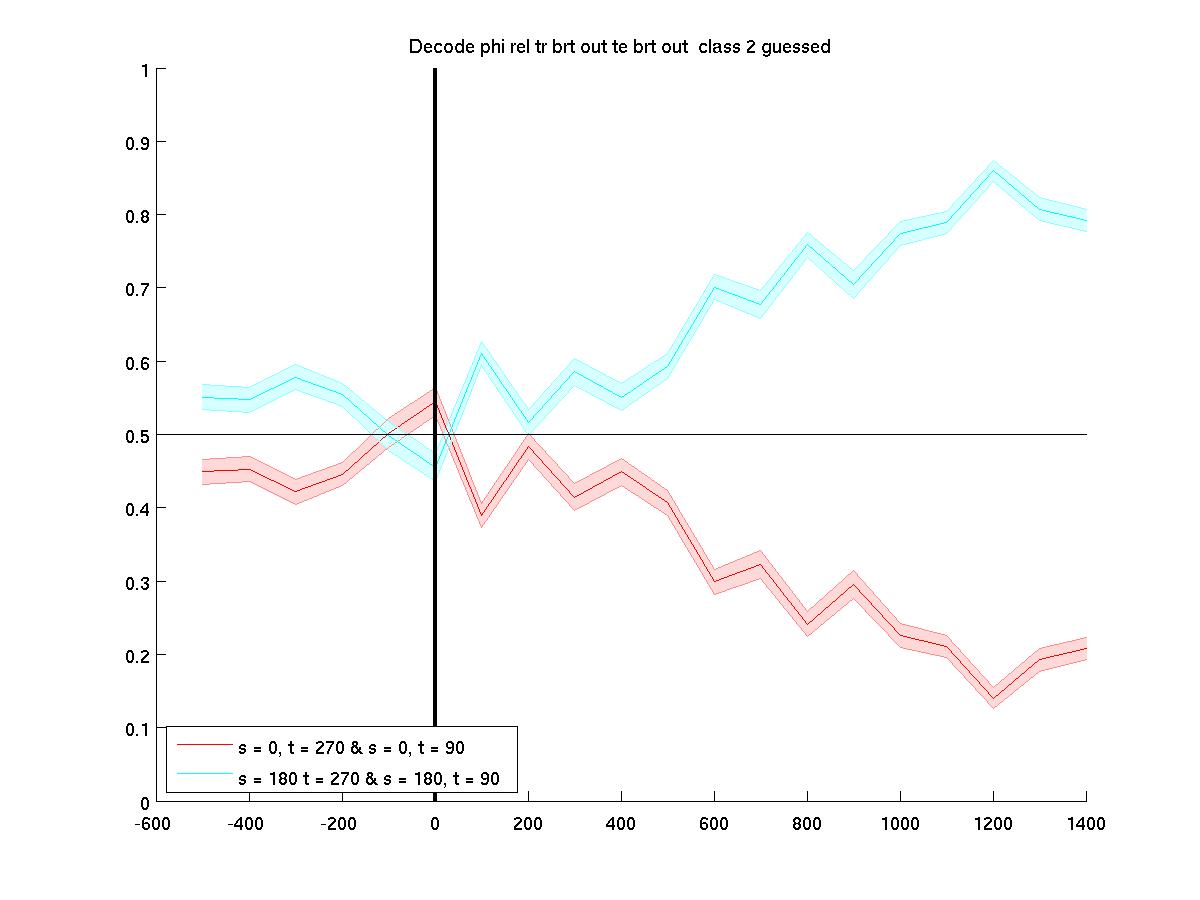 Decode phi rel tr brt out te brt out  class 2 guessed
1
0.9
0.8
0.7
0.6
0.5
0.4
0.3
0.2
0.1
0
s = 0, t = 270 & s = 0, t = 90
s = 180 t = 270 & s = 180, t = 90
-600 -400 -200 0 200 400 600 800 1000 1200 1400